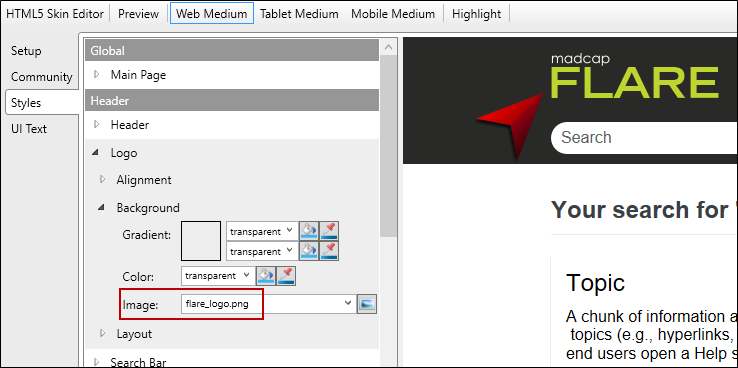 HTML5 Skin Editor Preview Web Medium Tablet Medium Mobile Medium Highlight
Setup
Community
Styles
UI Text
Global
Main Page
Header
Header
Logo
Alignment
Background
Gradient: transparent
transparent
Color: transparent
Image: flare_logo.png
Layout
Search Bar
madcap
FLARE
Search
Your search for '
Topic
A chunk of information a
topics (e.g., hyperlinks,
end users open a Help s